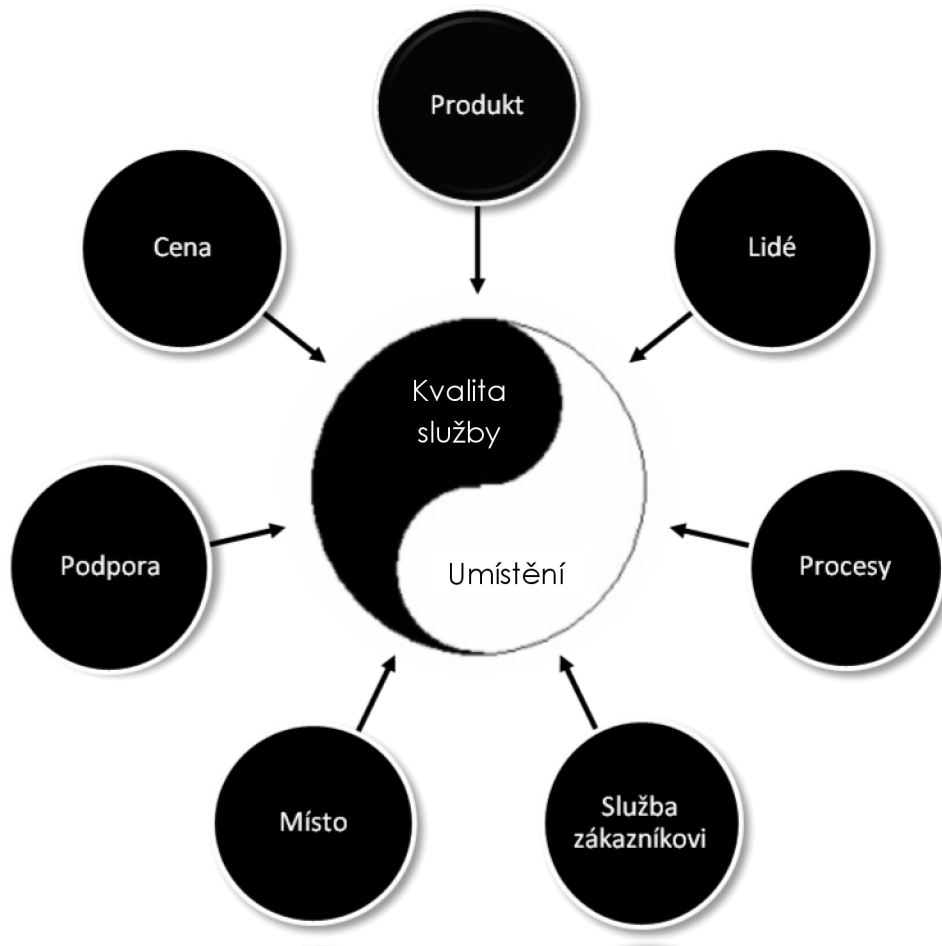 Produkt
Cena
Lidé
Kvalita
služby
Podpora
Umístění
Procesy
Místo
Služba
zákazníkovi